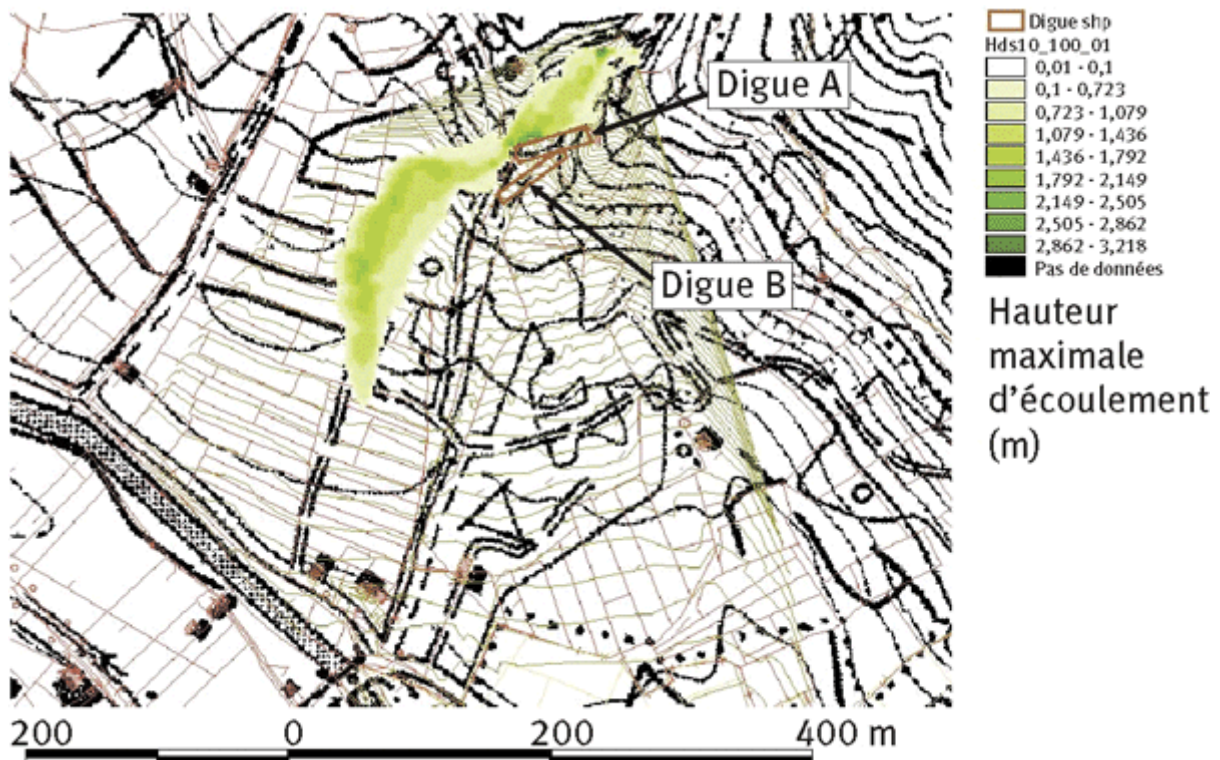 Digue A
Digue B
200 0 200 400 m
Digue shp
Hds10_100_01
0,01 - 0,1
0,1 - 0,723
0,723 - 1,079
1,079 - 1,436
1,436 - 1,792
1,792 - 2,149
2,149 - 2,505
2,505 - 2,862
2,862 - 3,218
Pas de données
Hauteur
maximale
d'écoulement
(m)